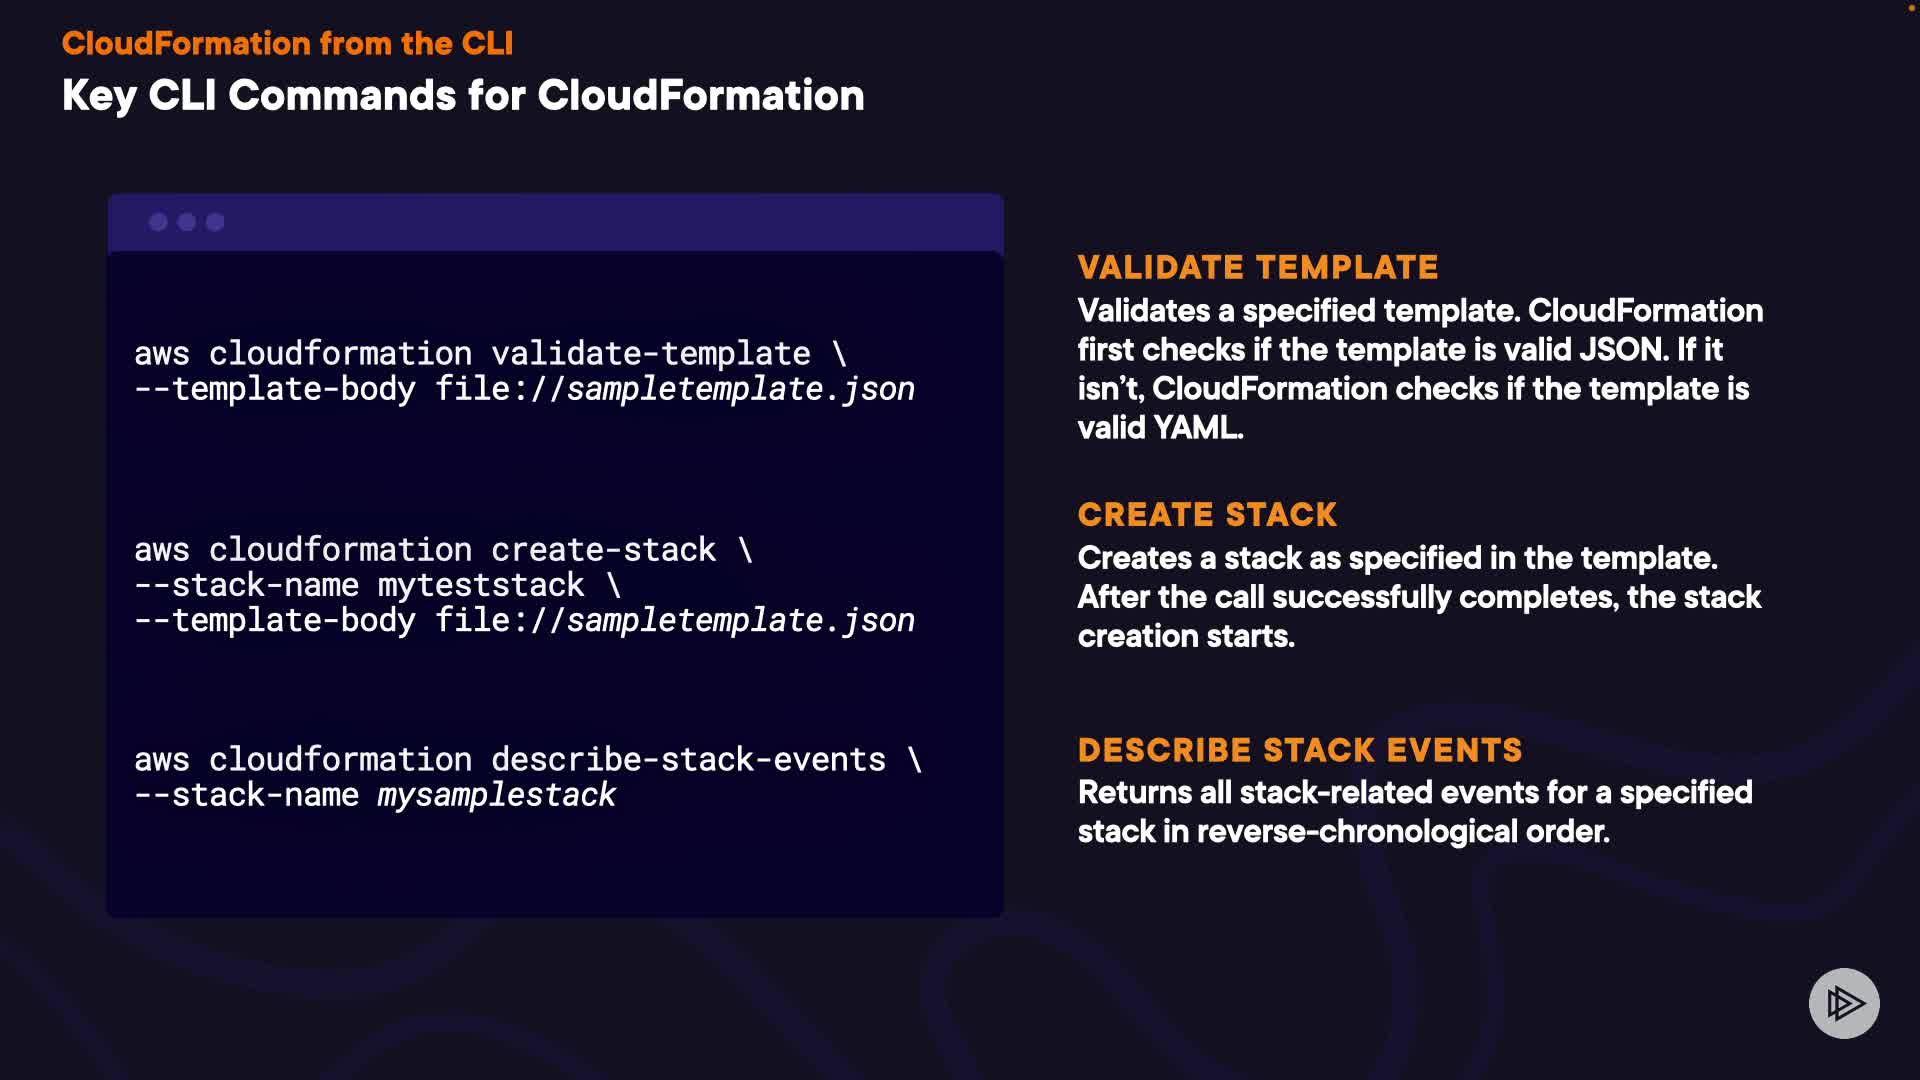 CloudFormation from the CLI
Key CLI Commands for CloudFormation
aws cloudformation validate-template \
--template-body file://sampletemplate.json
aws cloudformation create-stack \
--stack-name myteststack \
--template-body file://sampletemplate.json
aws cloudformation describe-stack-events \
--stack-name mysamplestack
VALIDATE TEMPLATE
Validates a specified template. CloudFormation
first checks if the template is valid JSON. If it
isn't, CloudFormation checks if the template is
valid YAML.
CREATE STACK
Creates a stack as specified in the template.
After the call successfully completes, the stack
creation starts.
DESCRIBE STACK EVENTS
Returns all stack-related events for a specified
stack in reverse-chronological order.